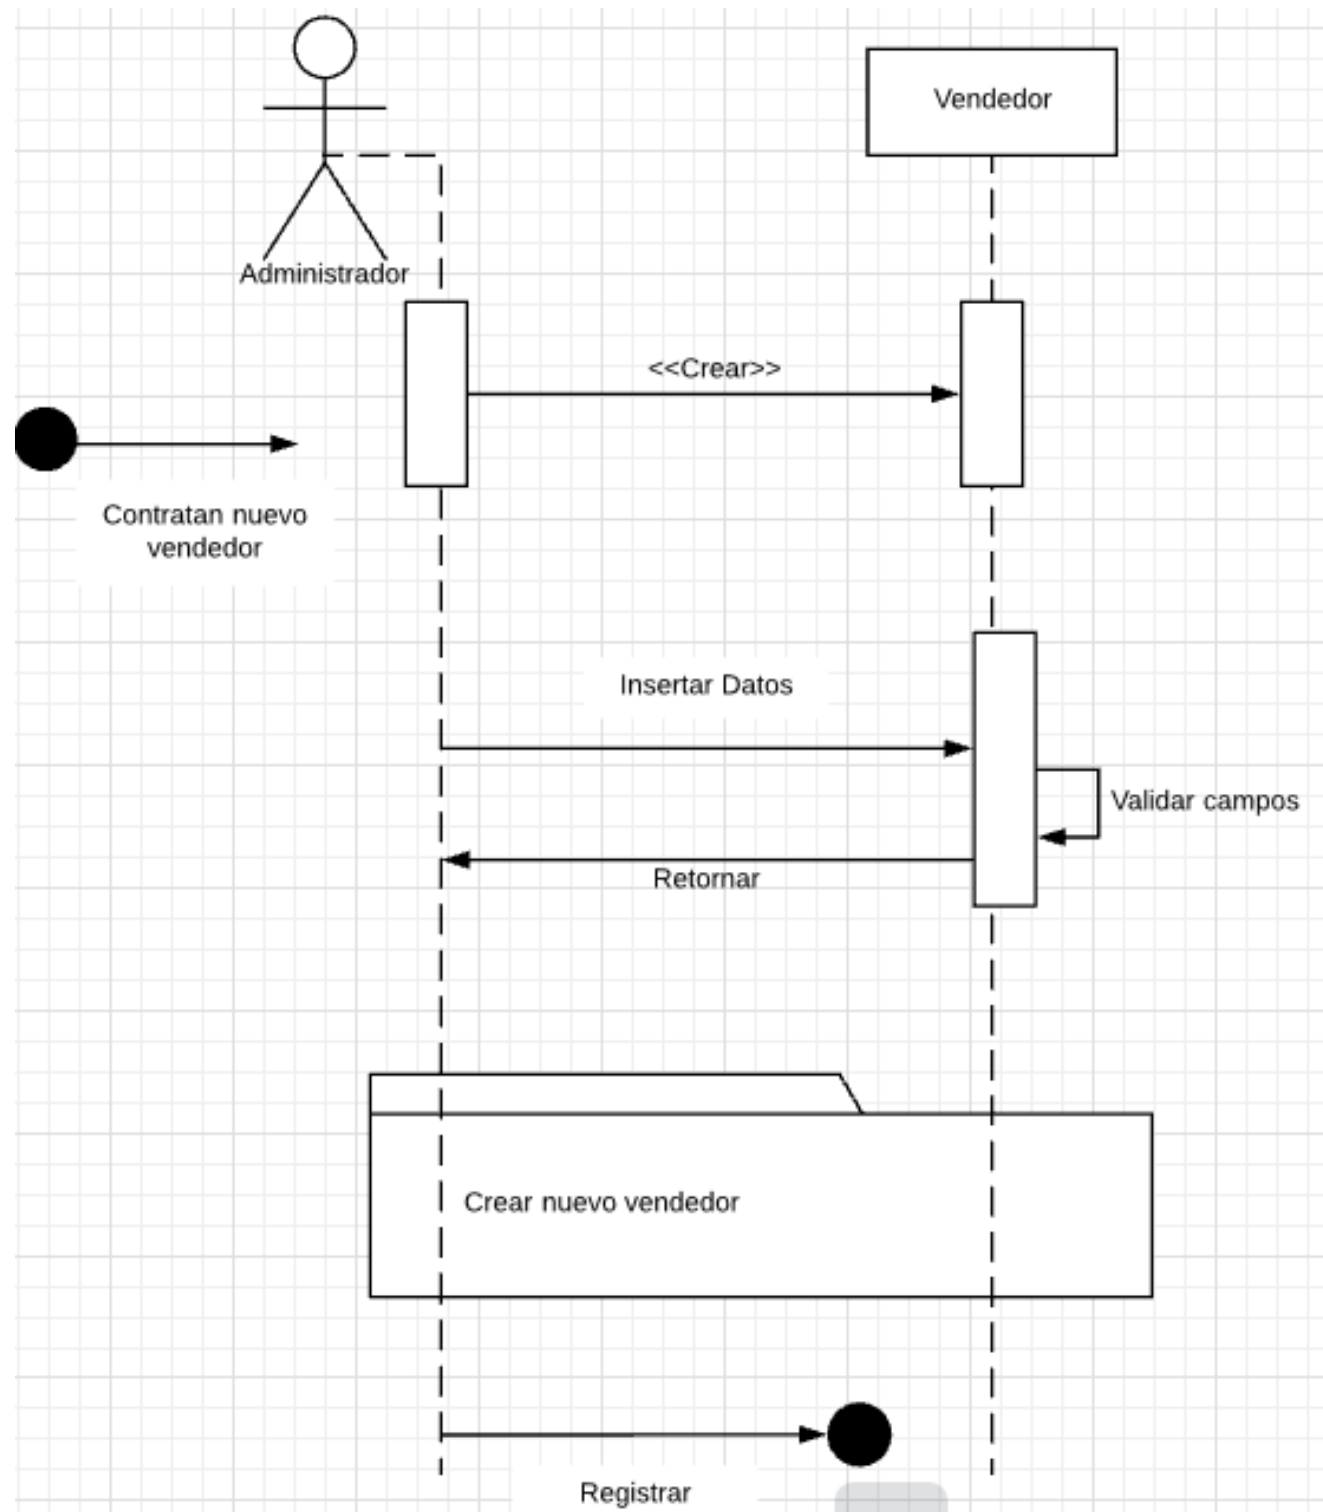 Vendedor
Administrador
<<Crear>>
Contratan nuevo
vendedor
Insertar Datos
Validar campos
Retornar
Crear nuevo vendedor
Registrar